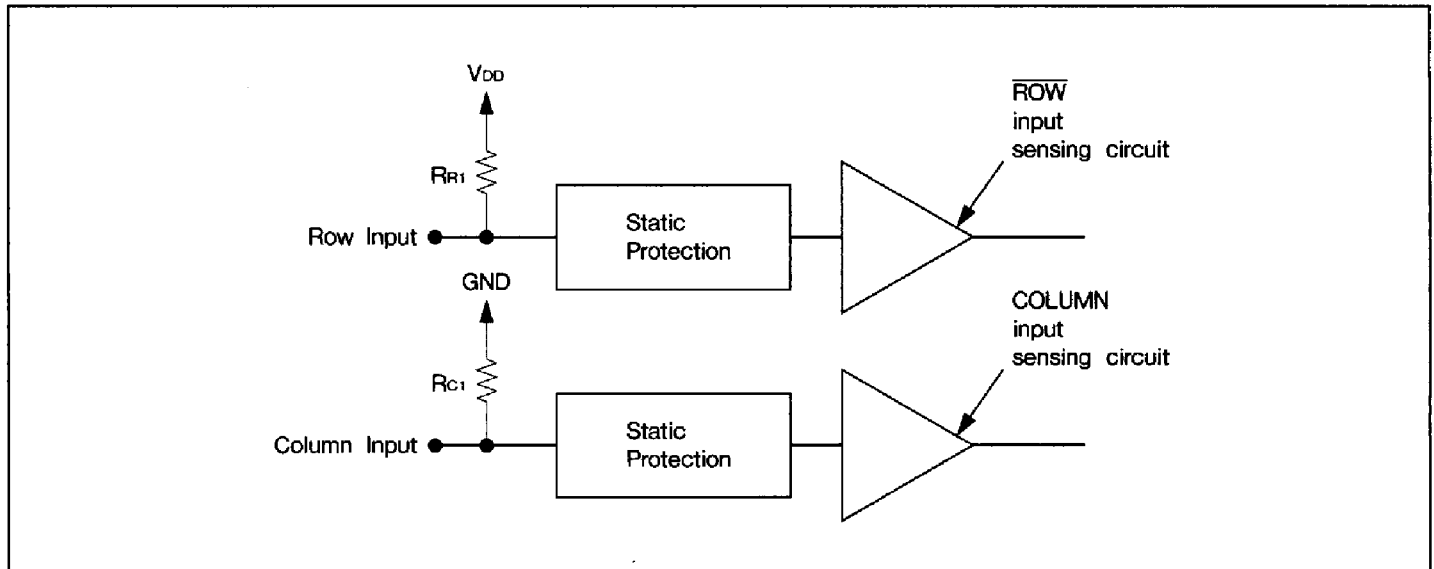 VDD
R̅O̅W̅
input
sensing circuit
RR1
Static
Protection
Row Input
GND
COLUMN
input
sensing circuit
RC1
Static
Protection
Column Input